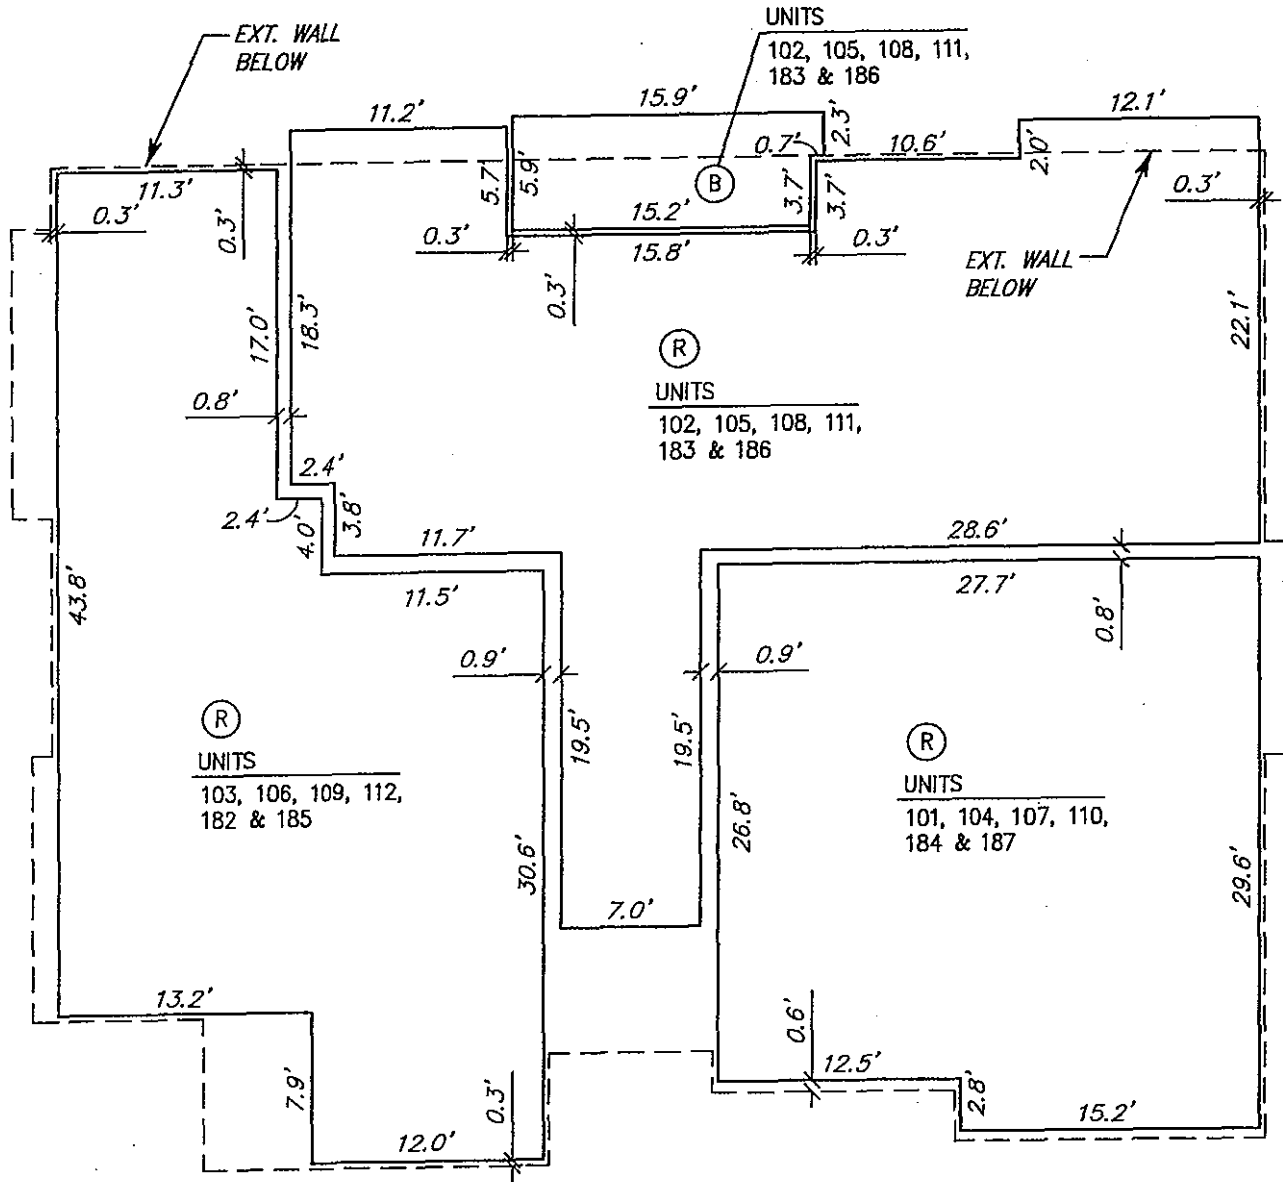 UNITS
102, 105, 108, 111,
183 & 186
EXT. WALL
BELOW
11.2'
15.9'
12.1'
2.3'
0.7'
10.6'
2.0'
B
11.3'
0.3'
0.3'
5.7'
5.9'
15.2'
3.7'
3.7'
0.3'
0.3'
15.8'
0.3'
0.3'
EXT. WALL
BELOW
17.0'
18.3'
22.1'
R
UNITS
102, 105, 108, 111,
183 & 186
0.8'
2.4'
2.4'
4.0'
3.8'
11.7'
28.6'
11.5'
27.7'
0.8'
43.8'
0.9'
0.9'
19.5'
19.5'
R
UNITS
103, 106, 109, 112,
182 & 185
R
UNITS
101, 104, 107, 110,
184 & 187
26.8'
30.6'
29.6'
7.0'
13.2'
0.6'
12.5'
7.9'
0.3'
2.8'
12.0'
15.2'